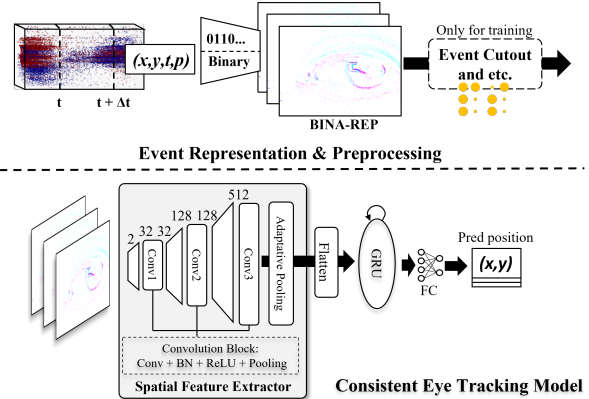 t
t + Δt
(x,y,t,p)
0110...
Binary
BINA-REP
Only for training
Event Cutout
and etc.
Event Representation & Preprocessing
2
32
32
128
128
512
Conv1
Conv2
Conv3
Adaptative Pooling
Flatten
GRU
FC
Pred position
(x,y)
Convolution Block:
Conv + BN + ReLU + Pooling
Spatial Feature Extractor
Consistent Eye Tracking Model